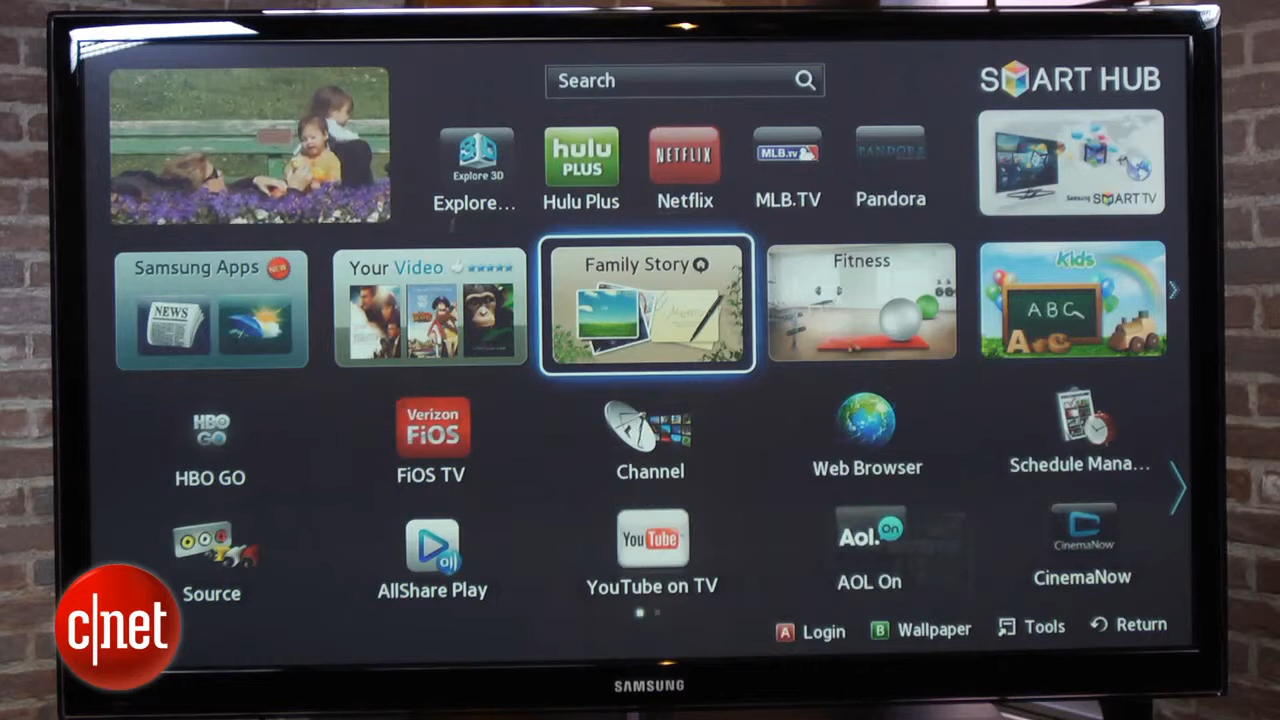 Search
SMART HUB
3D
Explore 3D
Explore...
hulu
PLUS
Hulu Plus
NETFLIX
Netflix
MLB.TV
MLB.TV
PANDORA
Pandora
Samsung SMART TV
Samsung Apps NEW
NEWS
Your Video
Family Story
Fitness
Kids
ABC
A C
HBO
GO
HBO GO
Verizon
FiOS
FiOS TV
Channel
Web Browser
Schedule Mana...
Source
AllShare Play
YouTube
YouTube on TV
Aol. On
AOL On
CinemaNow
CinemaNow
A Login
B Wallpaper
Tools
Return
c|net
SAMSUNG